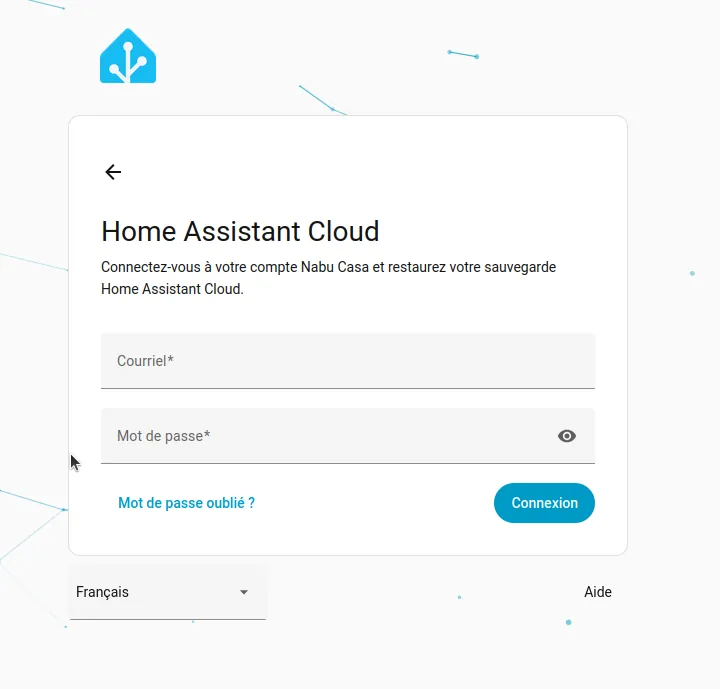 Home Assistant Cloud
Connectez-vous à votre compte Nabu Casa et restaurez votre sauvegarde
Home Assistant Cloud.
Courriel*
Mot de passe*
Mot de passe oublié ?
Connexion
Français
Aide